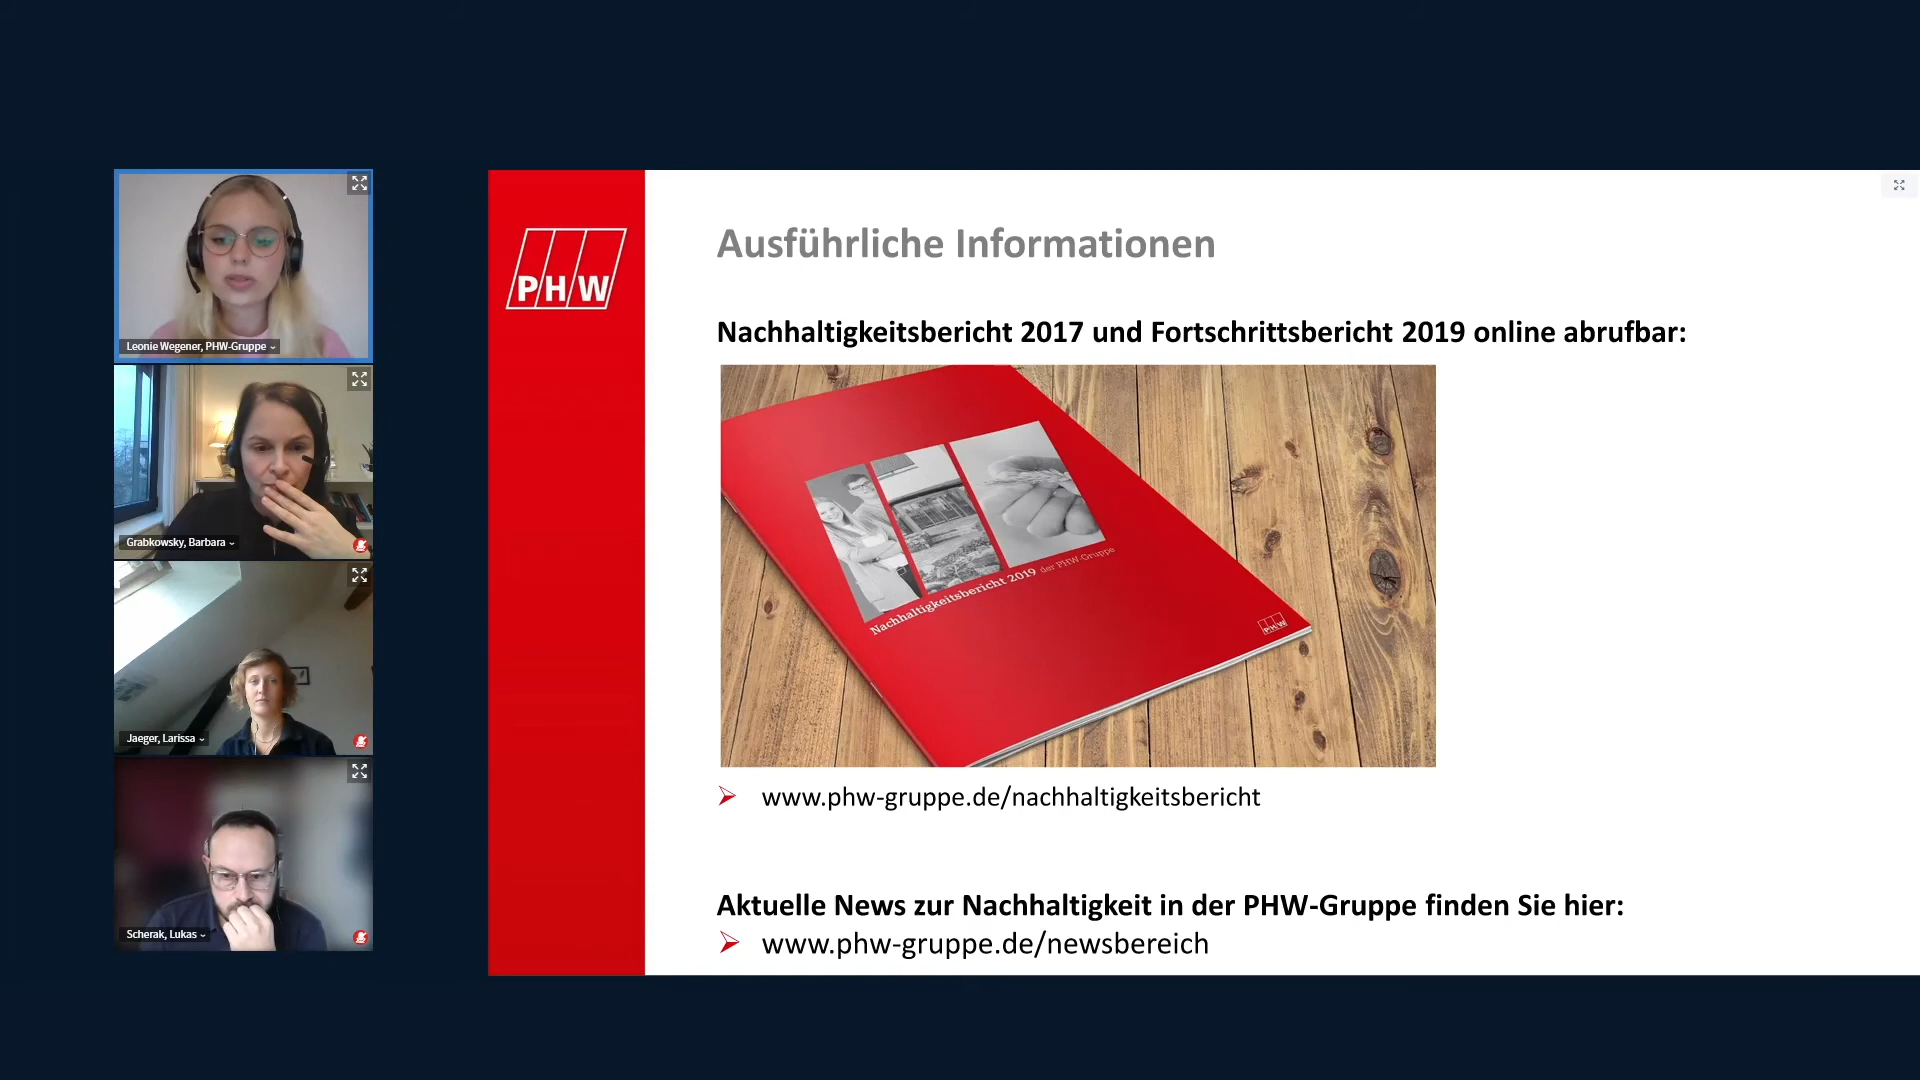 Leonie Wegener, PHW-Gruppe
Grabkowsky, Barbara
Jaeger, Larissa
Scherak, Lukas
PHW
Ausführliche Informationen
Nachhaltigkeitsbericht 2017 und Fortschrittsbericht 2019 online abrufbar:
Nachhaltigkeitsbericht 2019 der PHW-Gruppe
PHW
www.phw-gruppe.de/nachhaltigkeitsbericht
Aktuelle News zur Nachhaltigkeit in der PHW-Gruppe finden Sie hier:
www.phw-gruppe.de/newsbereich